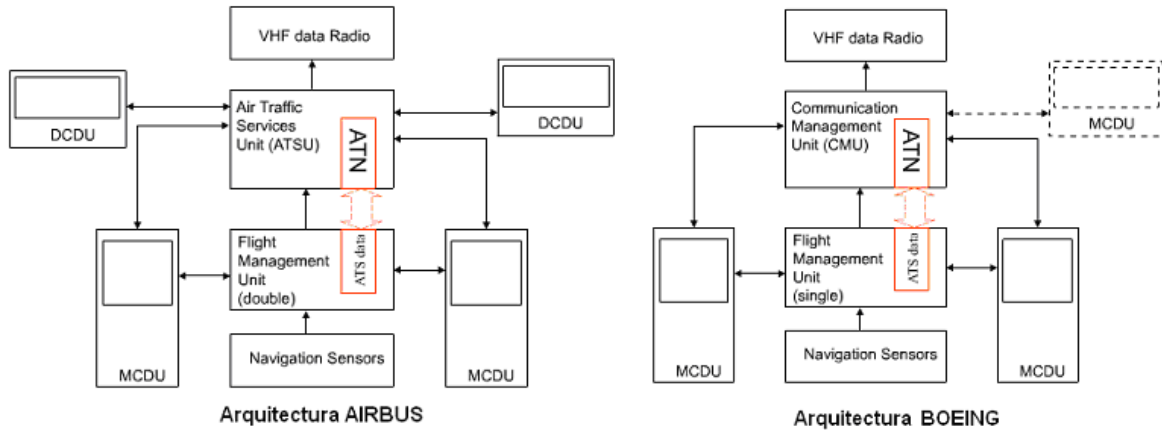 VHF data Radio
DCDU
Air Traffic
Services
Unit (ATSU)
ATN
DCDU
MCDU
Flight
Management
Unit
(double)
ATS data
MCDU
Navigation Sensors
Arquitectura AIRBUS
VHF data Radio
Communication
Management
Unit (CMU)
ATN
MCDU
MCDU
Flight
Management
Unit
(single)
ATS data
MCDU
Navigation Sensors
Arquitectura BOEING